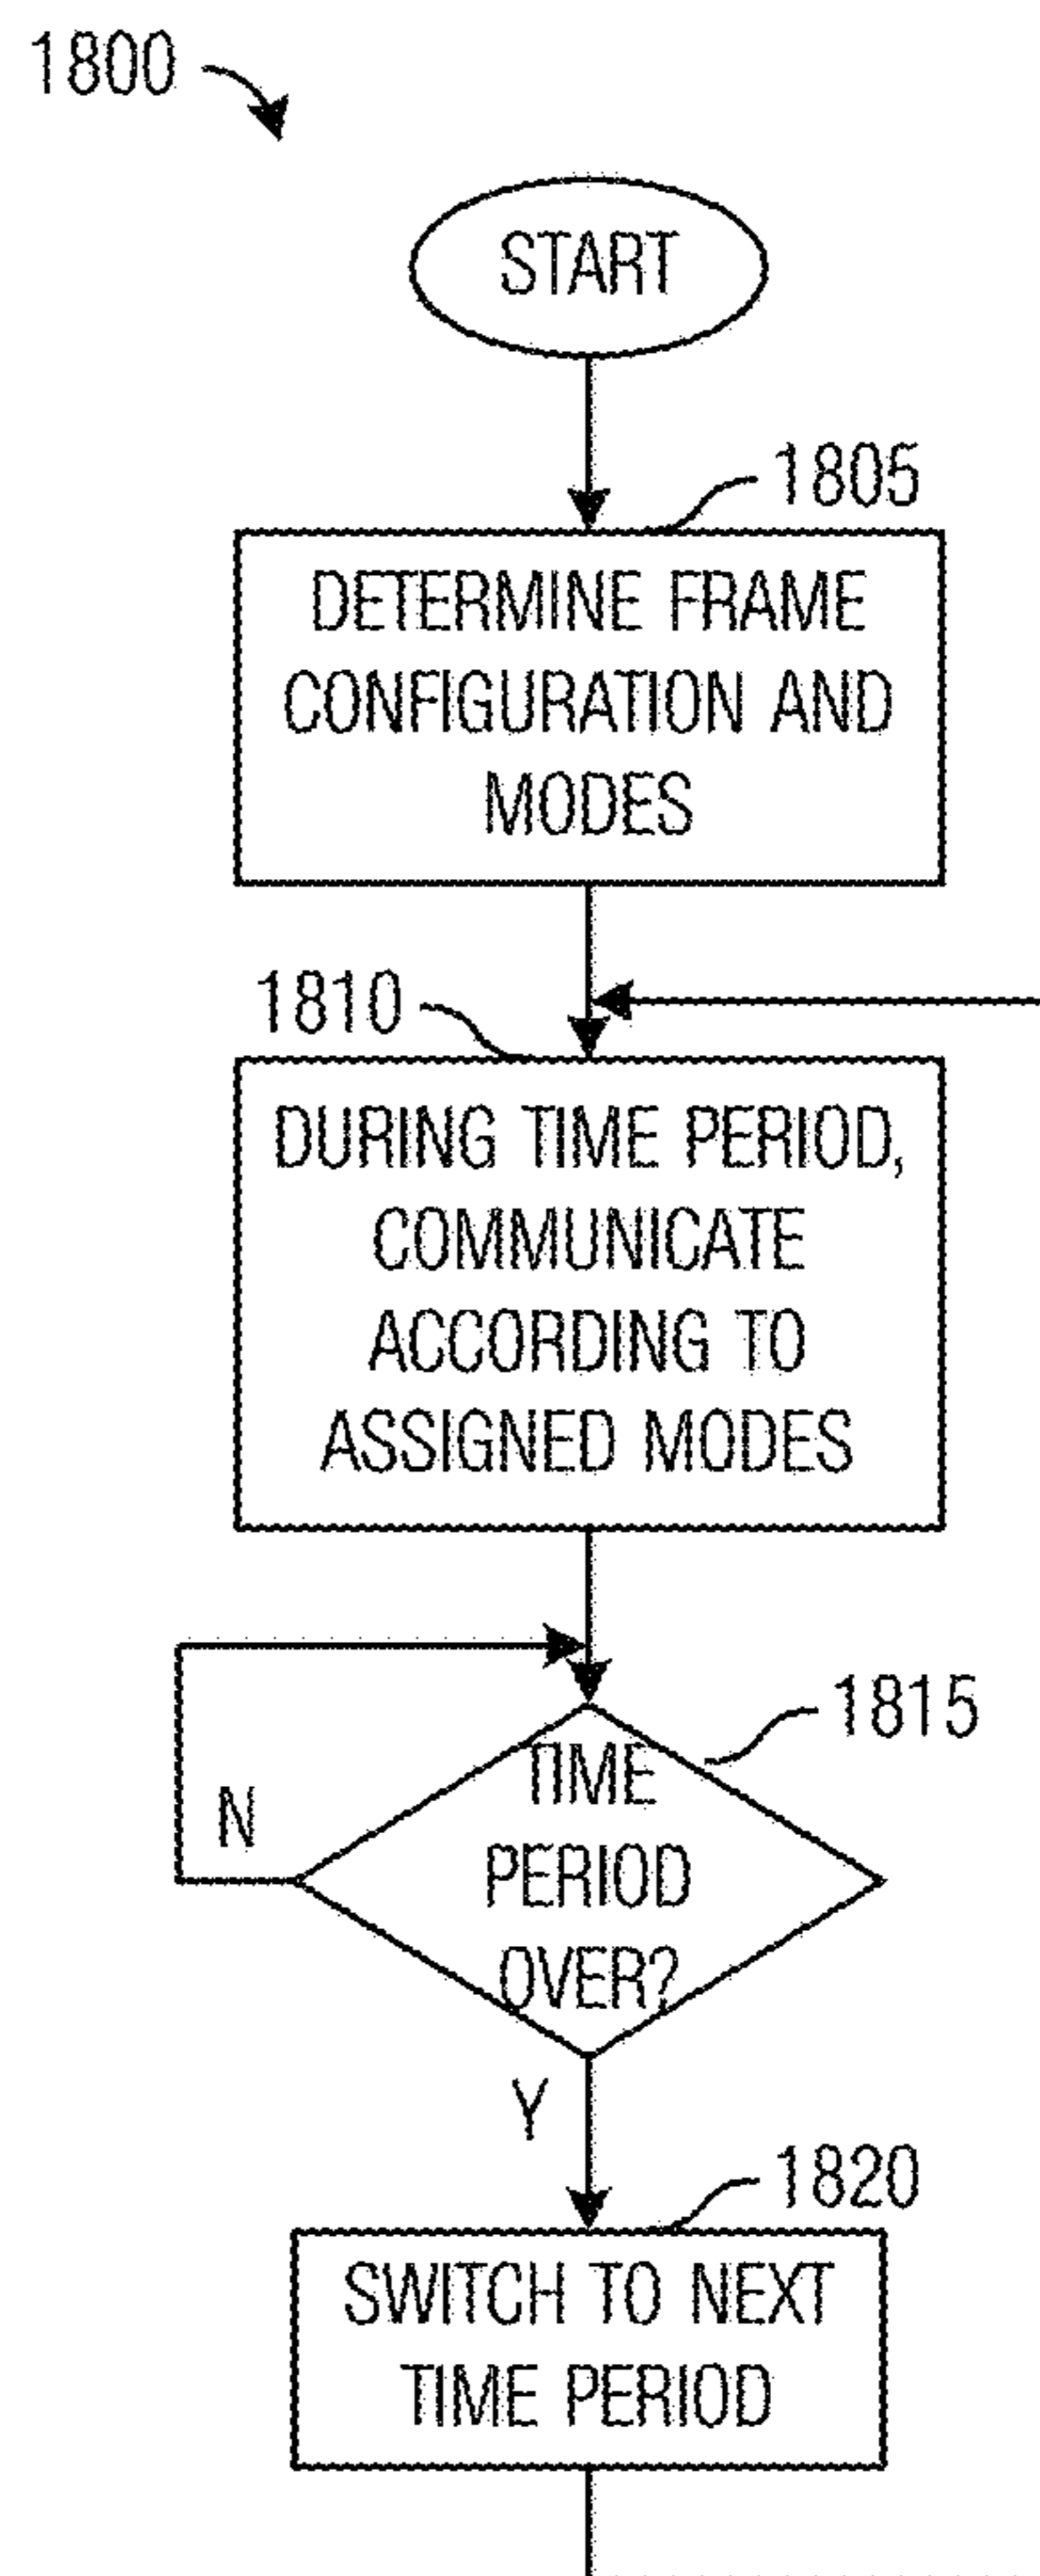 1800
START
1805
DETERMINE FRAME
CONFIGURATION AND
MODES
1810
DURING TIME PERIOD,
COMMUNICATE
ACCORDING TO
ASSIGNED MODES
1815
TIME
PERIOD
OVER?
N
Y
1820
SWITCH TO NEXT
TIME PERIOD